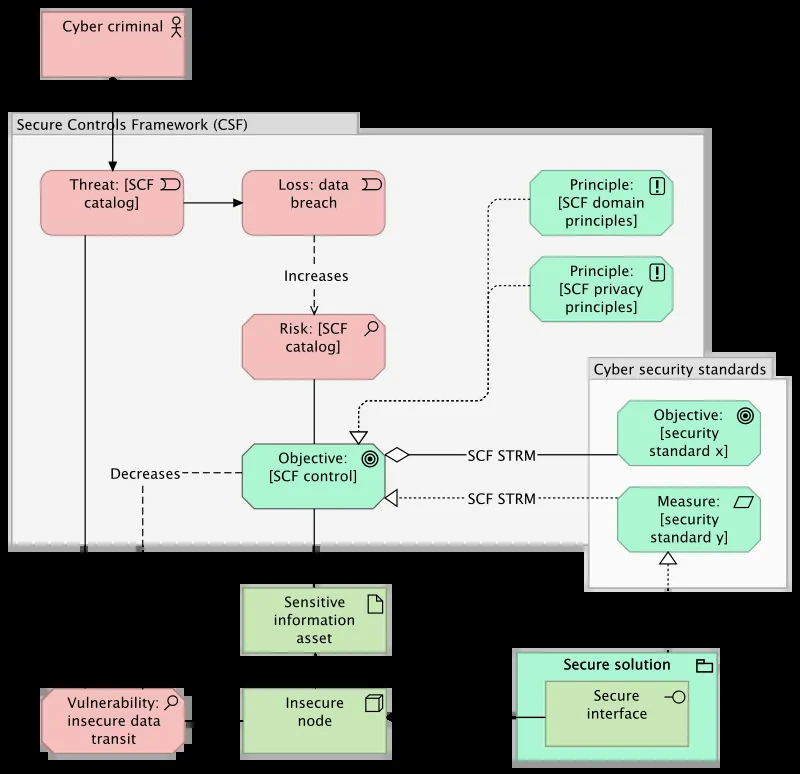 Cyber criminal
Secure Controls Framework (CSF)
Threat: [SCF
catalog]
Loss: data
breach
Principle:
[SCF domain
principles]
Increases
Principle:
[SCF privacy
principles]
Risk: [SCF
catalog]
Cyber security standards
Objective:
[security
standard x]
Objective:
[SCF control]
SCF STRM
Decreases
SCF STRM
Measure:
[security
standard y]
Sensitive
information
asset
Secure solution
Secure
interface
Vulnerability:
insecure data
transit
Insecure
node